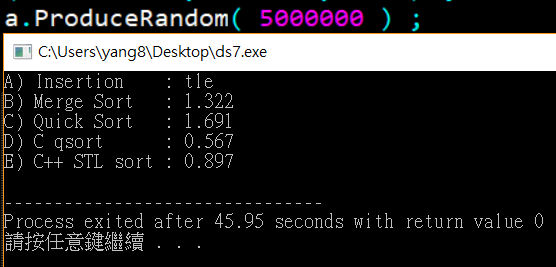 a.ProduceRandom( 5000000 ) ;
C:\Users\yang8\Desktop\ds7.exe
A) Insertion    : tle
B) Merge Sort   : 1.322
C) Quick Sort   : 1.691
D) C qsort      : 0.567
E) C++ STL sort : 0.897
--------------------------------
Process exited after 45.95 seconds with return value 0
請按任意鍵繼續 . . .